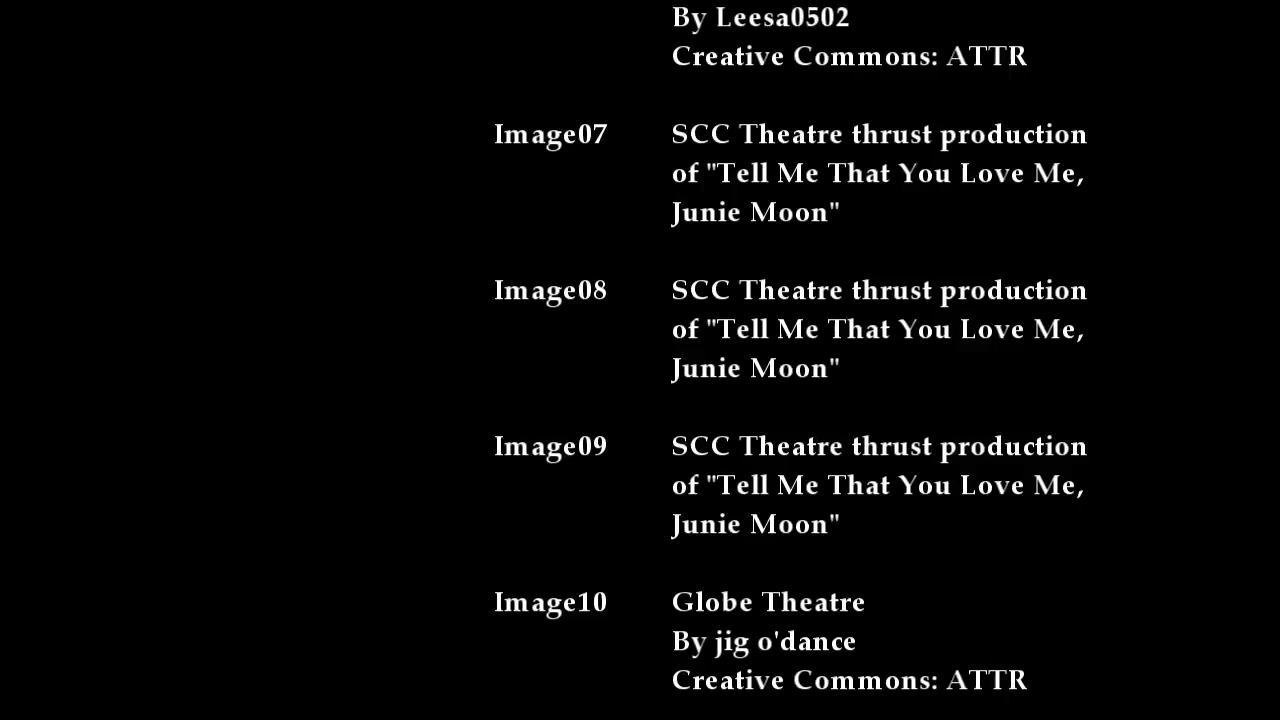 By Leesa0502
Creative Commons: ATTR
Image07 SCC Theatre thrust production
of "Tell Me That You Love Me,
Junie Moon"
Image08 SCC Theatre thrust production
of "Tell Me That You Love Me,
Junie Moon"
Image09 SCC Theatre thrust production
of "Tell Me That You Love Me,
Junie Moon"
Image10 Globe Theatre
By jig o'dance
Creative Commons: ATTR